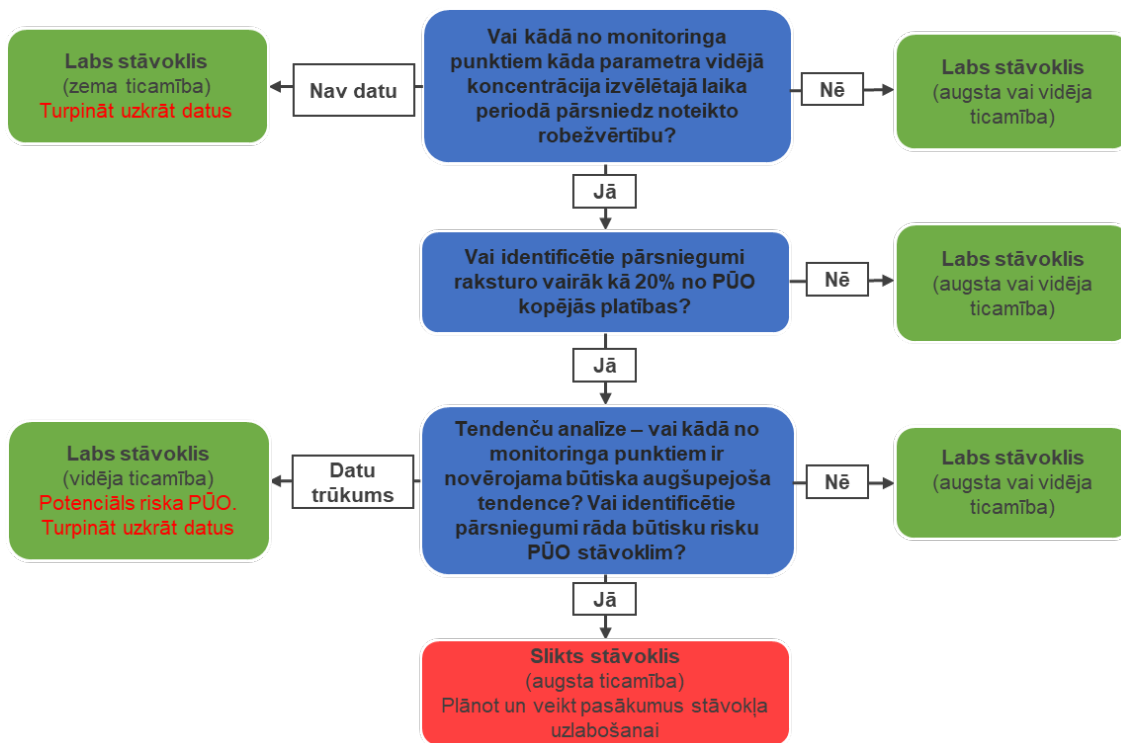 Vai kādā no monitoringa
punktiem kāda parametra vidējā
koncentrācija izvēlētajā laika
periodā pārsniedz noteikto
robežvērtību?
Labs stāvoklis
(zema ticamība)
Turpināt uzkrāt datus
Nav datu
Nē
Labs stāvoklis
(augsta vai vidēja
ticamība)
Jā
Vai identificētie pārsniegumi
raksturo vairāk kā 20% no PŪO
kopējās platības?
Nē
Labs stāvoklis
(augsta vai vidēja
ticamība)
Jā
Tendenču analīze – vai kādā no
monitoringa punktiem ir
novērojama būtiska augšupejoša
tendence? Vai identificētie
pārsniegumi rāda būtisku risku
PŪO stāvoklim?
Labs stāvoklis
(vidēja ticamība)
Potenciāls riska PŪO.
Turpināt uzkrāt datus
Datu
trūkums
Nē
Labs stāvoklis
(augsta vai vidēja
ticamība)
Jā
Slikts stāvoklis
(augsta ticamība)
Plānot un veikt pasākumus stāvokļa
uzlabošanai